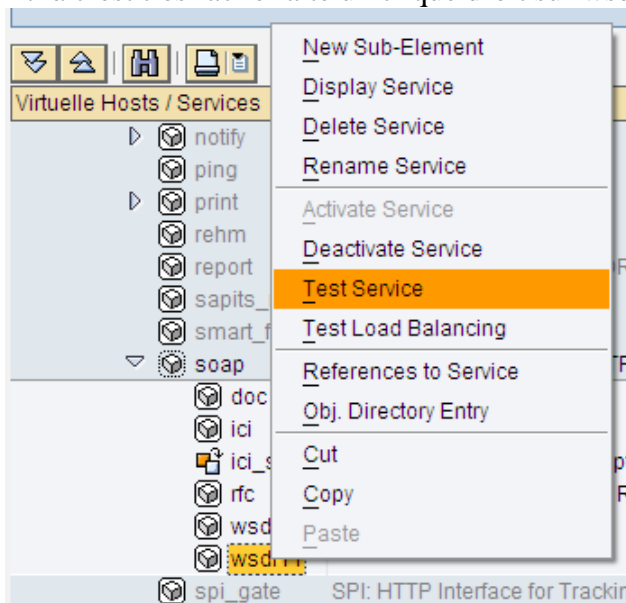 New Sub-Element
Display Service
Delete Service
Rename Service
Activate Service
Deactivate Service
Test Service
Test Load Balancing
References to Service
Obj. Directory Entry
Cut
Copy
Paste
Virtuelle Hosts / Services
notify
ping
print
rehm
report
sapits_
smart_f
soap
doc
ici
ici_s
rfc
wsd
spi_gate SPI: HTTP Interface for Trackin